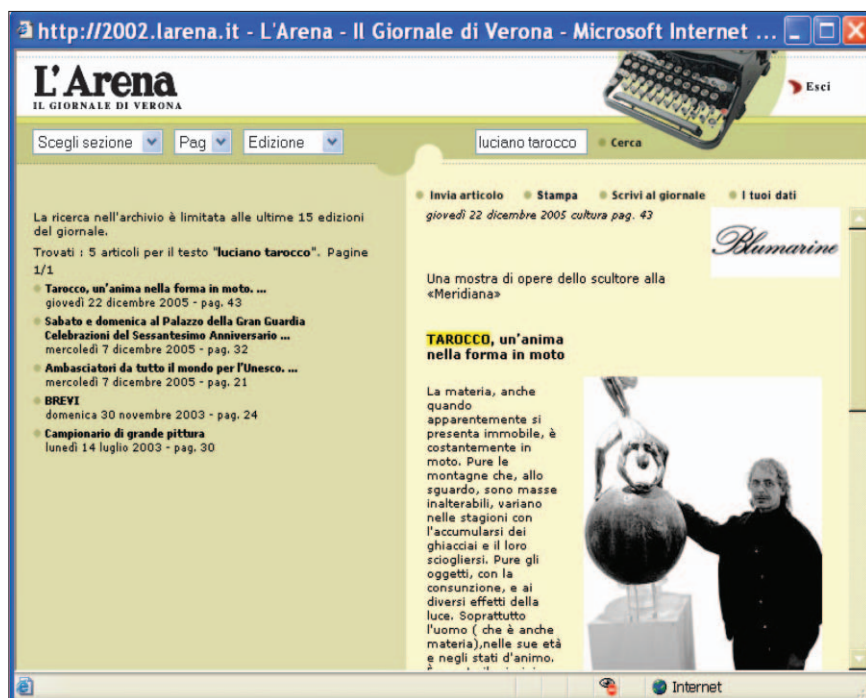 http://2002.larena.it - L'Arena - Il Giornale di Verona - Microsoft Internet ...
L'Arena
IL GIORNALE DI VERONA
Esci
Scegli sezione Pag Edizione luciano tarocco Cerca
La ricerca nell'archivio è limitata alle ultime 15 edizioni
del giornale.
Trovati : 5 articoli per il testo "luciano tarocco". Pagine
1/1
Tarocco, un'anima nella forma in moto. ...
giovedì 22 dicembre 2005 - pag. 43
Sabato e domenica al Palazzo della Gran Guardia
Celebrazioni del Sessantesimo Anniversario ...
mercoledì 7 dicembre 2005 - pag. 32
Ambasciatori da tutto il mondo per l'Unesco. ...
mercoledì 7 dicembre 2005 - pag. 21
BREVI
domenica 30 novembre 2003 - pag. 24
Campionario di grande pittura
lunedì 14 luglio 2003 - pag. 30
Invia articolo Stampa Scrivi al giornale I tuoi dati
giovedì 22 dicembre 2005 cultura pag. 43
Blumarine
Una mostra di opere dello scultore alla
«Meridiana»
TAROCCO, un'anima
nella forma in moto
La materia, anche
quando
apparentemente si
presenta immobile, è
costantemente in
moto. Pure le
montagne che, allo
sguardo, sono masse
inalterabili, variano
nelle stagioni con
l'accumularsi dei
ghiacciai e il loro
sciogliersi. Pure gli
oggetti, con la
consunzione, e ai
diversi effetti della
luce. Soprattutto
l'uomo ( che è anche
materia),nelle sue età
e negli stati d'animo.
Internet